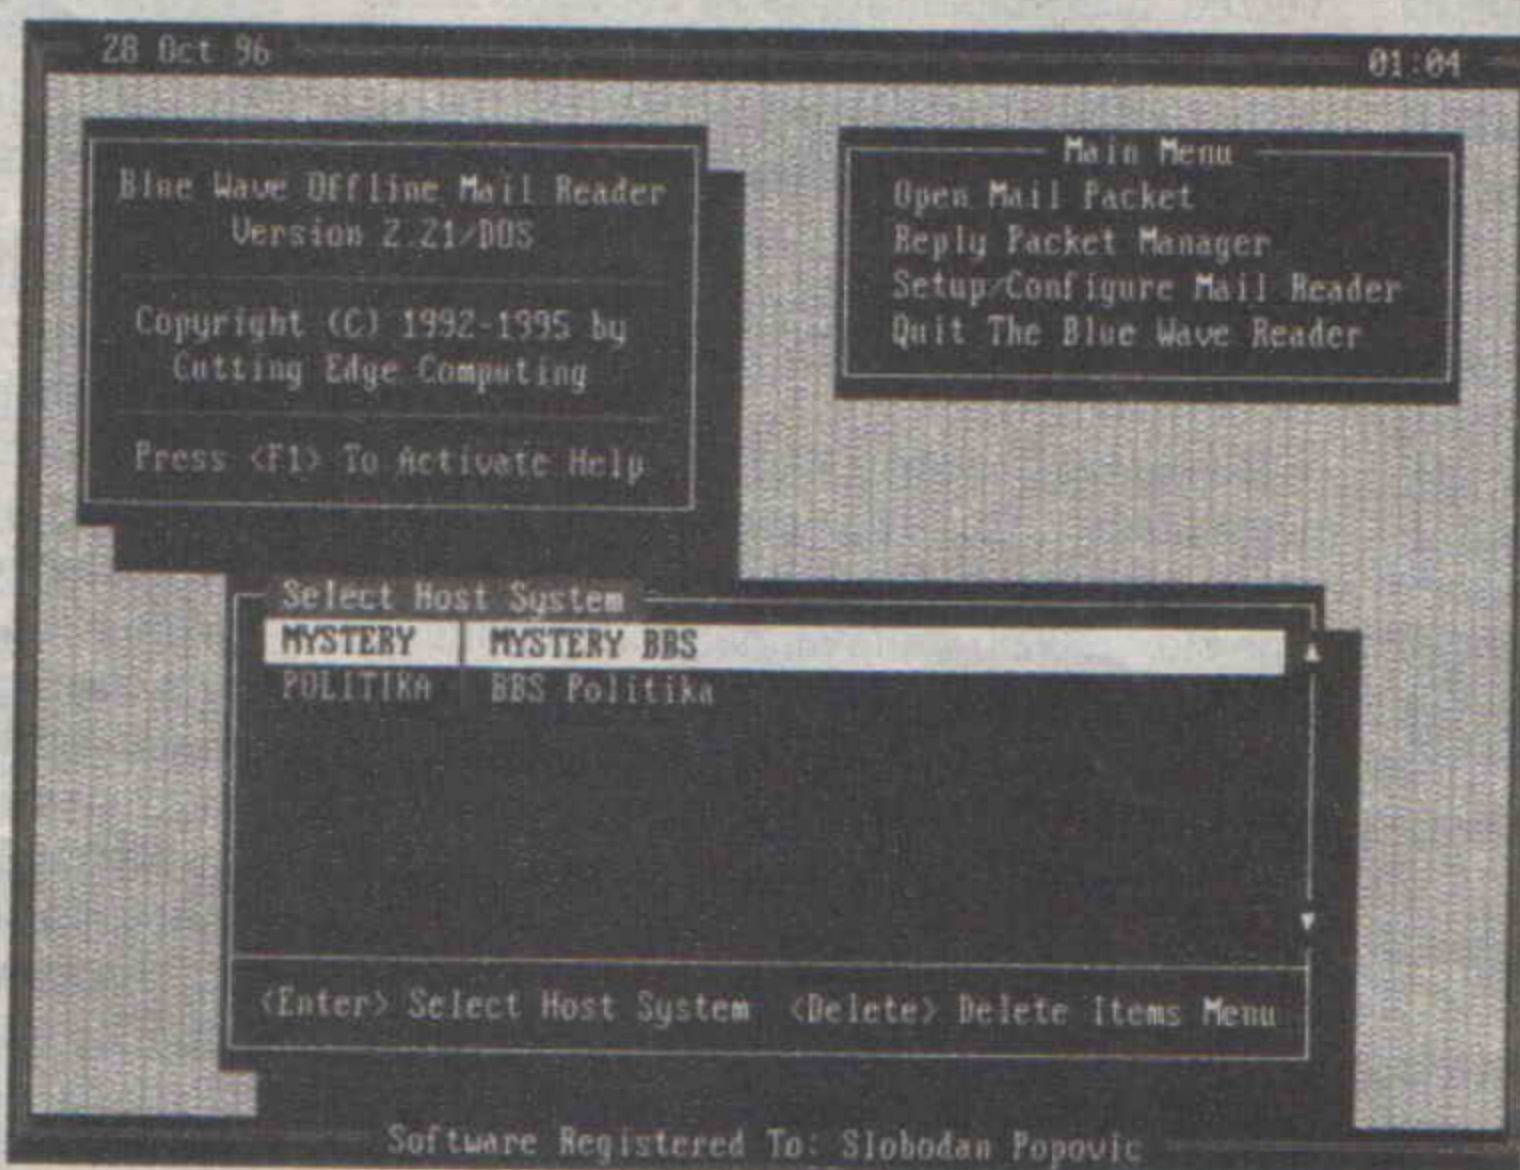 28 Oct 96
01:04
Blue Wave Offline Mail Reader
Version 2.21/DOS
Copyright (C) 1992-1995 by
Cutting Edge Computing
Press <F1> To Activate Help
Main Menu
Open Mail Packet
Reply Packet Manager
Setup/Configure Mail Reader
Quit The Blue Wave Reader
Select Host System
MYSTERY | MYSTERY BBS
POLITIKA | BBS Politika
<Enter> Select Host System <Delete> Delete Items Menu
Software Registered To: Slobodan Popovic